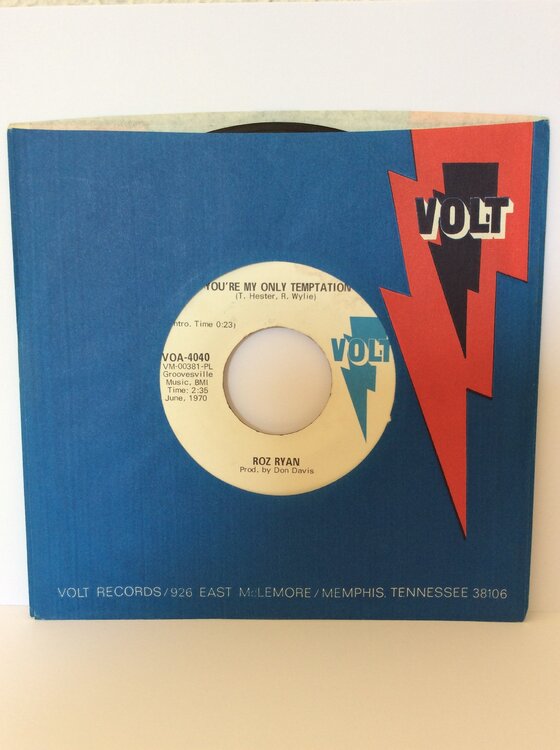 VOLT
YOU'RE MY ONLY TEMPTATION
(T. Hester, R. Wylie)
Intro. Time 0:23)
VOLT
VOA-4040
VM-00381-PL
Groovesville
Music, BMI
Time: 2:35
June, 1970
ROZ RYAN
Prod. by Don Davis
VOLT RECORDS/926 EAST McLEMORE/MEMPHIS, TENNESSEE 38106